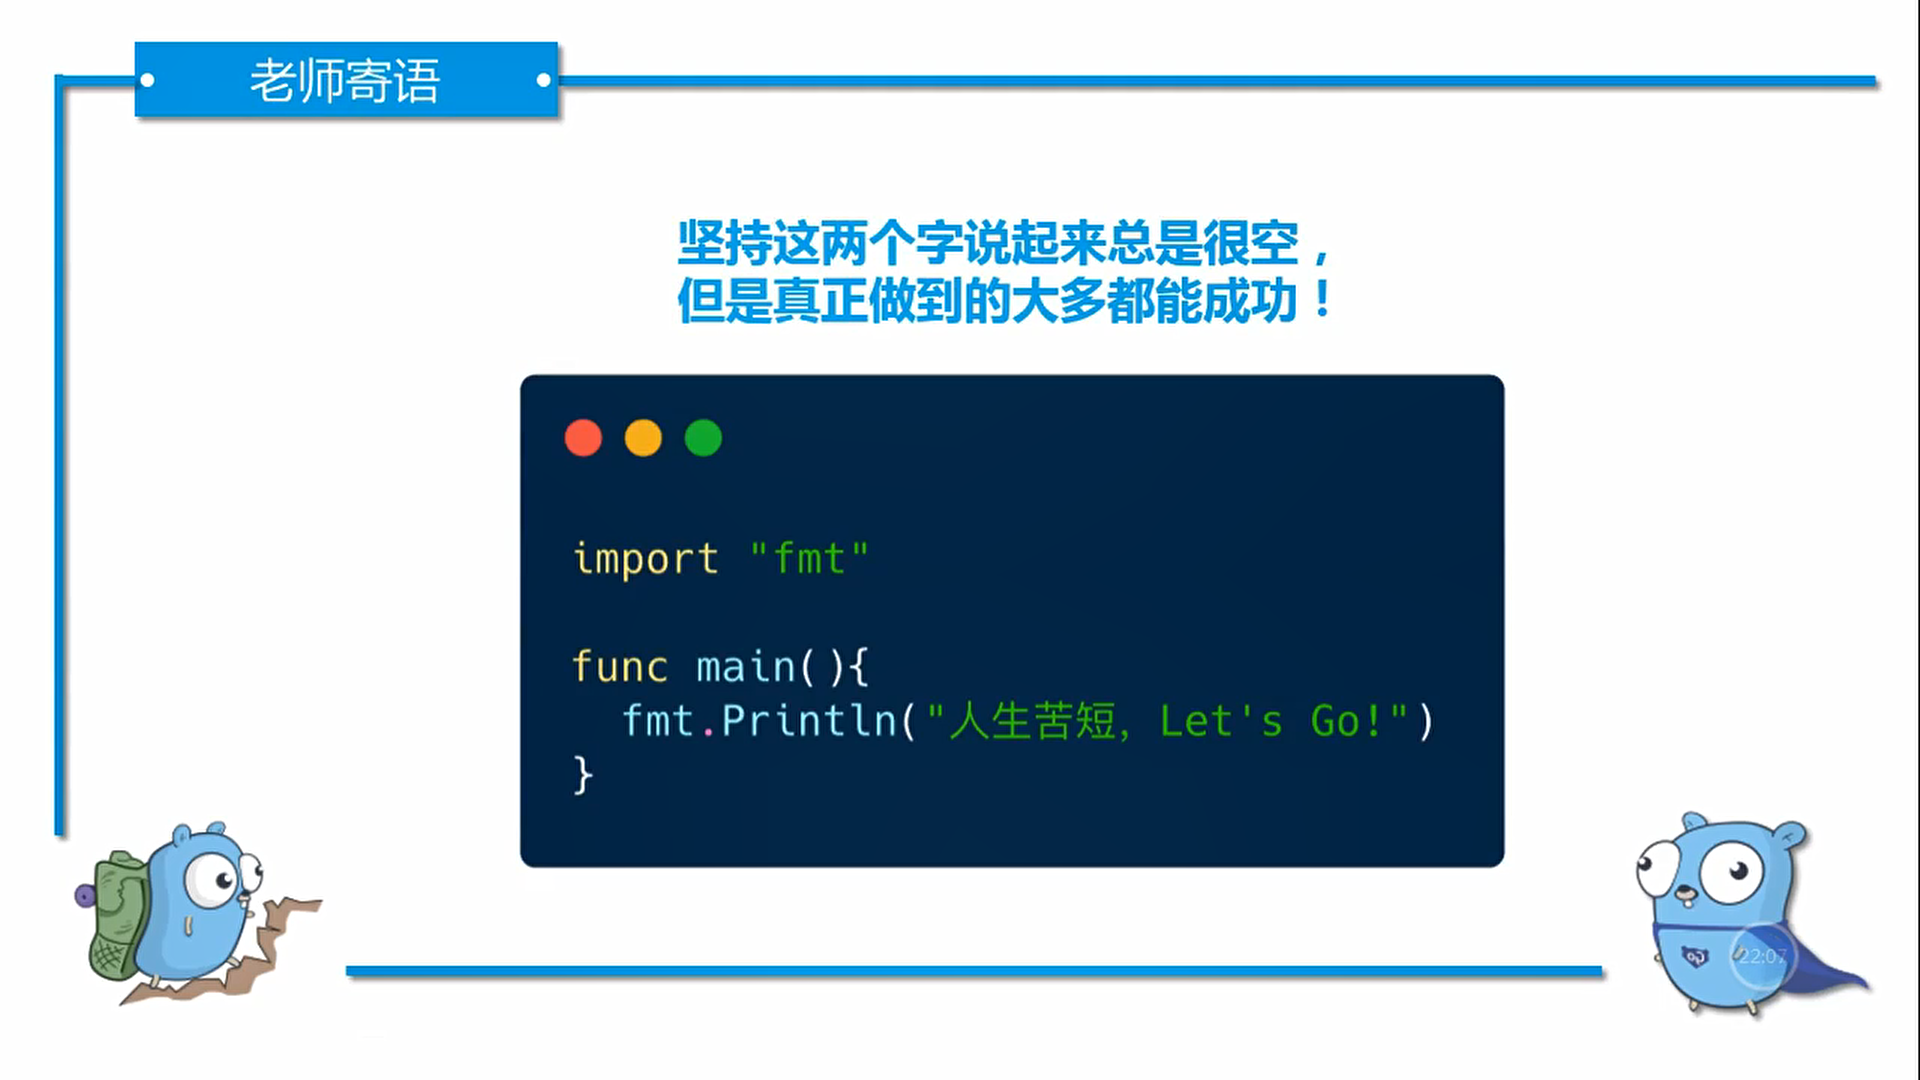 老师寄语
坚持这两个字说起来总是很空，
但是真正做到的大多都能成功！
import "fmt"
func main(){
fmt.Println("人生苦短，Let's Go!")
}
22:07